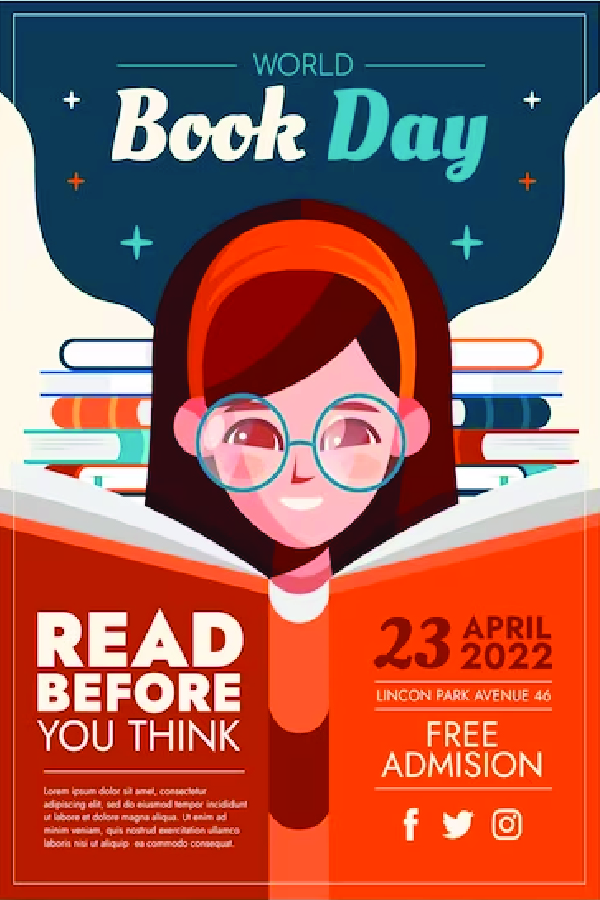 WORLD
Book Day
READ
BEFORE
YOU THINK
Lorem ipsum dolor sit amet, consectetur
adipiscing elit, sed do eiusmod tempor incididunt
ut labore et dolore magna aliqua. Ut enim ad
minim veniam, quis nostrud exercitation ullamco
laboris nisi ut aliquip ea commodo consequat.
23 APRIL
2022
LINCON PARK AVENUE 46
FREE
ADMISION